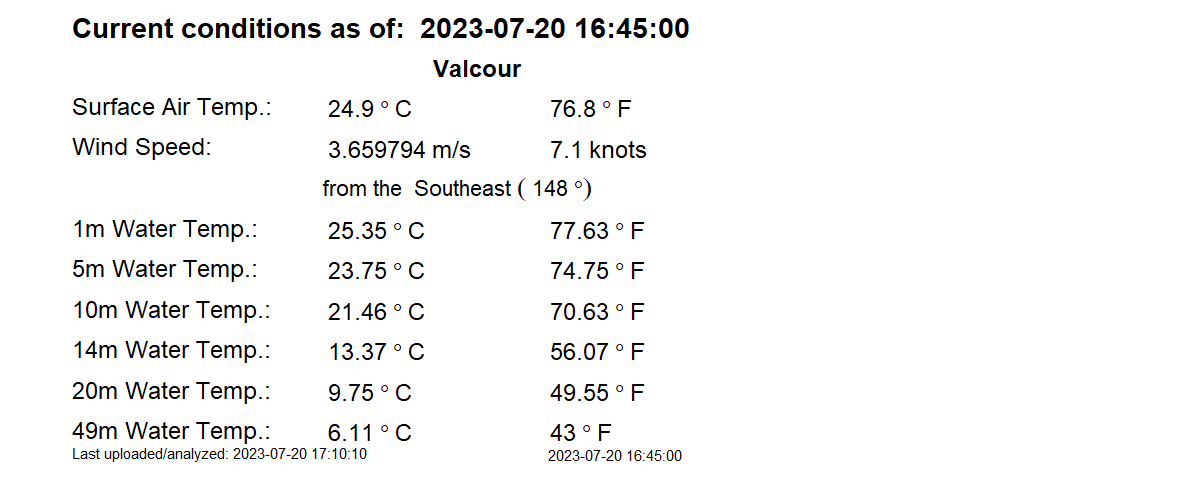 Current conditions as of:  2023-07-20 16:45:00
Valcour
Surface Air Temp.: 24.9 ° C 76.8 ° F
Wind Speed: 3.659794 m/s 7.1 knots
from the  Southeast ( 148 °)
1m Water Temp.: 25.35 ° C 77.63 ° F
5m Water Temp.: 23.75 ° C 74.75 ° F
10m Water Temp.: 21.46 ° C 70.63 ° F
14m Water Temp.: 13.37 ° C 56.07 ° F
20m Water Temp.: 9.75 ° C 49.55 ° F
49m Water Temp.: 6.11 ° C 43 ° F
Last uploaded/analyzed: 2023-07-20 17:10:10 2023-07-20 16:45:00